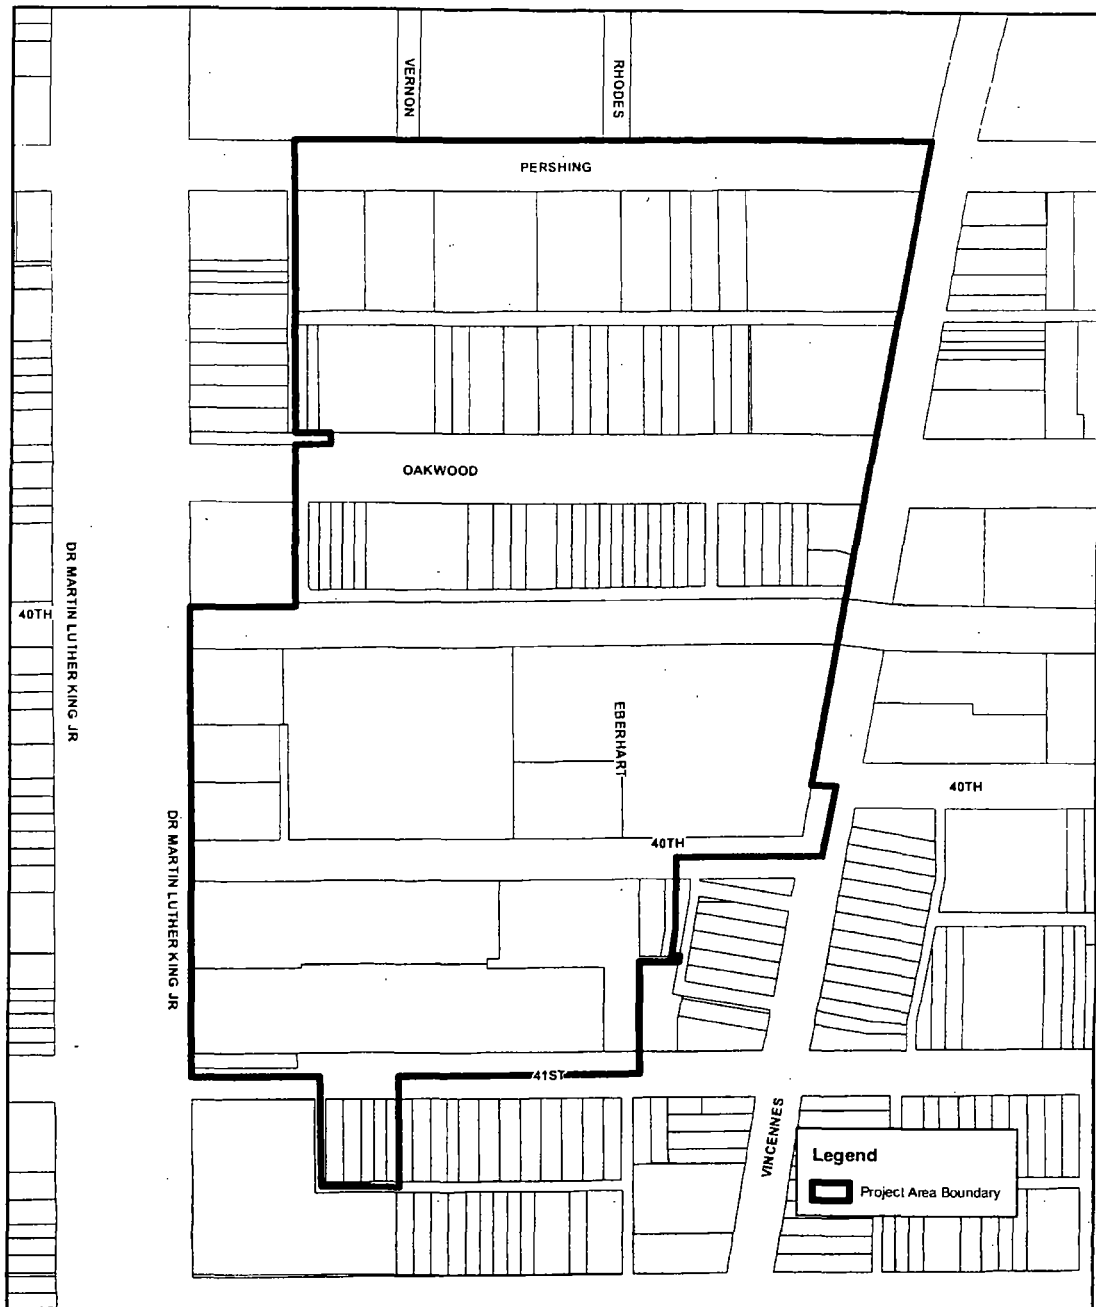 VERNON
RHODES
PERSHING
OAKWOOD
DR MARTIN LUTHER KING JR
40TH
EBERHART
40TH
DR MARTIN LUTHER KING JR
40TH
41ST
VINCENNES
Legend
Project Area Boundary